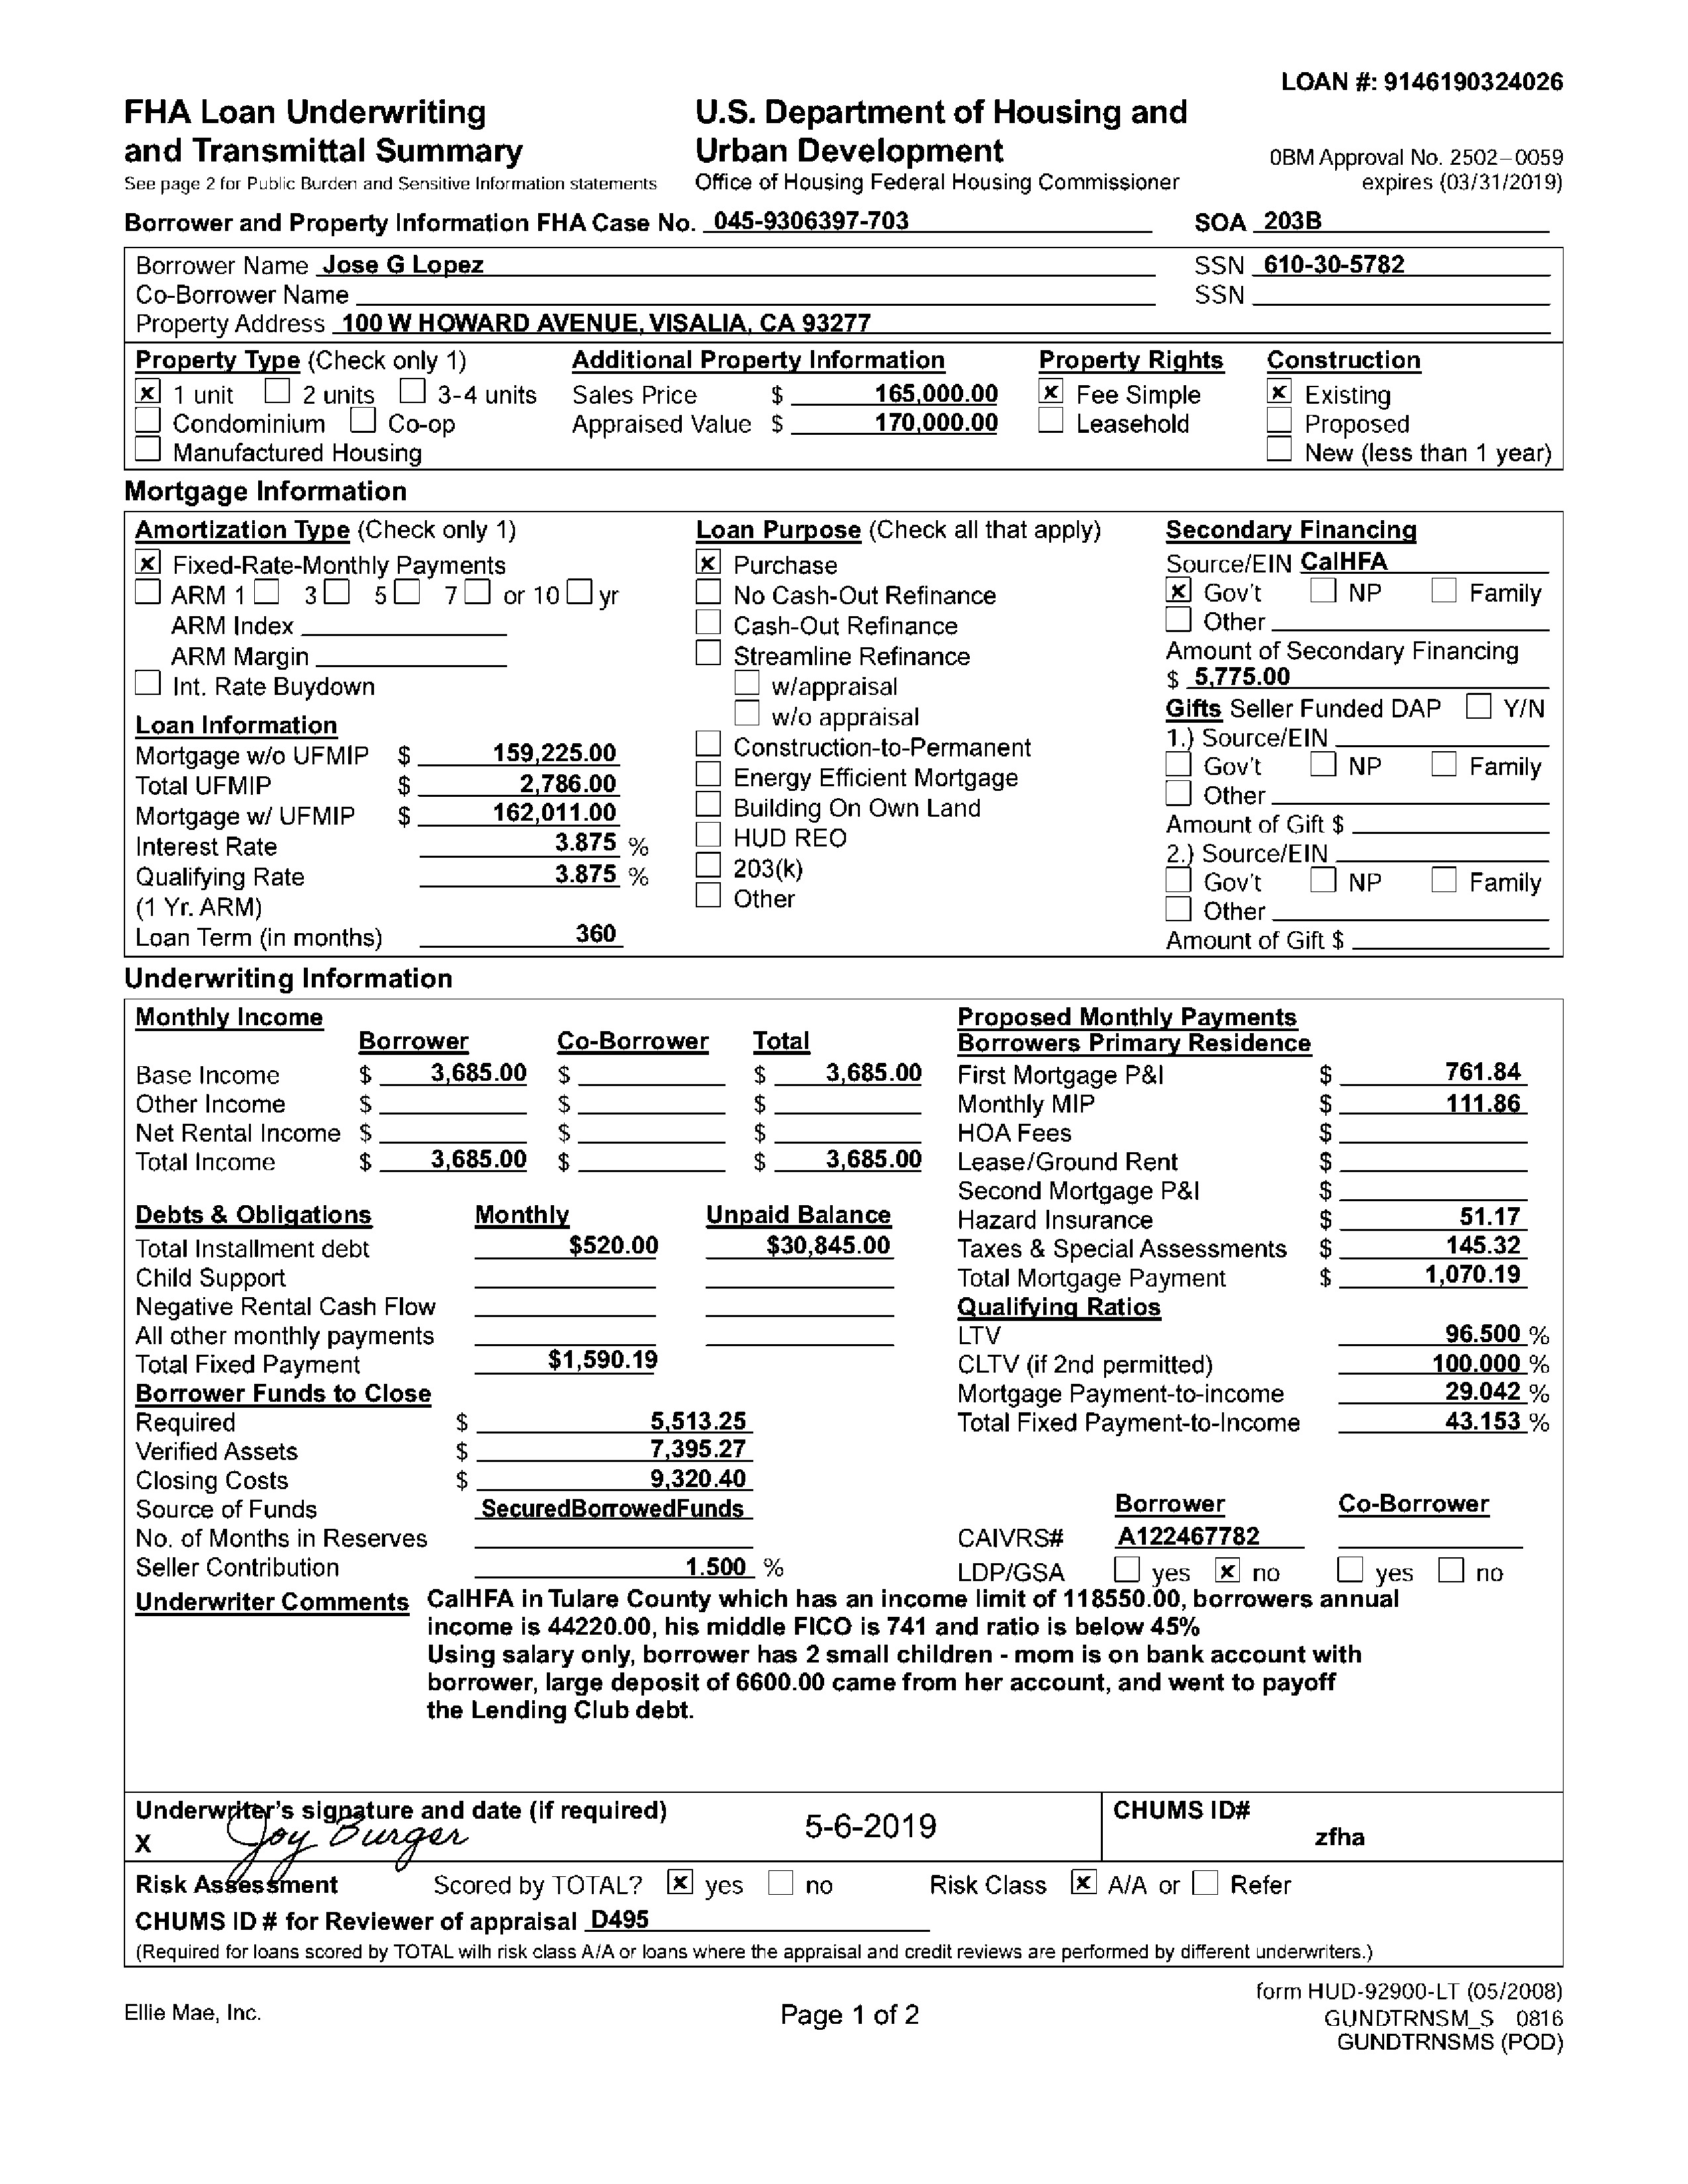 LOAN #: 9146190324026
FHA Loan Underwriting and Transmittal Summary
See page 2 for Public Burden and Sensitive Information statements
U.S. Department of Housing and Urban Development
Office of Housing Federal Housing Commissioner
0BM Approval No. 2502–0059
expires (03/31/2019)
Borrower and Property Information FHA Case No. 045-9306397-703 SOA 203B
Borrower Name Jose G Lopez SSN 610-30-5782
Co-Borrower Name SSN
Property Address 100 W HOWARD AVENUE, VISALIA, CA 93277
Property Type (Check only 1)
x 1 unit 2 units 3-4 units
Condominium Co-op
Manufactured Housing
Additional Property Information
Sales Price $ 165,000.00
Appraised Value $ 170,000.00
Property Rights
x Fee Simple
Leasehold
Construction
x Existing
Proposed
New (less than 1 year)
Mortgage Information
Amortization Type (Check only 1)
x Fixed-Rate-Monthly Payments
ARM 1 3 5 7 or 10 yr
ARM Index
ARM Margin
Int. Rate Buydown
Loan Information
Mortgage w/o UFMIP $ 159,225.00
Total UFMIP $ 2,786.00
Mortgage w/ UFMIP $ 162,011.00
Interest Rate 3.875 %
Qualifying Rate 3.875 %
(1 Yr. ARM)
Loan Term (in months) 360
Loan Purpose (Check all that apply)
x Purchase
No Cash-Out Refinance
Cash-Out Refinance
Streamline Refinance
w/appraisal
w/o appraisal
Construction-to-Permanent
Energy Efficient Mortgage
Building On Own Land
HUD REO
203(k)
Other
Secondary Financing
Source/EIN CalHFA
x Gov't NP Family
Other
Amount of Secondary Financing
$ 5,775.00
Gifts Seller Funded DAP Y/N
1.) Source/EIN
Gov't NP Family
Other
Amount of Gift $
2.) Source/EIN
Gov't NP Family
Other
Amount of Gift $
Underwriting Information
Monthly Income
Borrower Co-Borrower Total
Base Income $ 3,685.00 $ $ 3,685.00
Other Income $ $ $
Net Rental Income $ $ $
Total Income $ 3,685.00 $ $ 3,685.00
Debts & Obligations Monthly Unpaid Balance
Total Installment debt $520.00 $30,845.00
Child Support
Negative Rental Cash Flow
All other monthly payments
Total Fixed Payment $1,590.19
Borrower Funds to Close
Required $ 5,513.25
Verified Assets $ 7,395.27
Closing Costs $ 9,320.40
Source of Funds SecuredBorrowedFunds
No. of Months in Reserves
Seller Contribution 1.500 %
Proposed Monthly Payments
Borrowers Primary Residence
First Mortgage P&I $ 761.84
Monthly MIP $ 111.86
HOA Fees $
Lease/Ground Rent $
Second Mortgage P&I $
Hazard Insurance $ 51.17
Taxes & Special Assessments $ 145.32
Total Mortgage Payment $ 1,070.19
Qualifying Ratios
LTV 96.500 %
CLTV (if 2nd permitted) 100.000 %
Mortgage Payment-to-income 29.042 %
Total Fixed Payment-to-Income 43.153 %
Borrower Co-Borrower
CAIVRS# A122467782
LDP/GSA yes x no yes no
Underwriter Comments CalHFA in Tulare County which has an income limit of 118550.00, borrowers annual
income is 44220.00, his middle FICO is 741 and ratio is below 45%
Using salary only, borrower has 2 small children - mom is on bank account with
borrower, large deposit of 6600.00 came from her account, and went to payoff
the Lending Club debt.
Underwriter's signature and date (if required)
X Joy Burger 5-6-2019
CHUMS ID#
zfha
Risk Assessment Scored by TOTAL? x yes no Risk Class x A/A or Refer
CHUMS ID # for Reviewer of appraisal D495
(Required for loans scored by TOTAL wilh risk class A/A or loans where the appraisal and credit reviews are performed by different underwriters.)
form HUD-92900-LT (05/2008)
Ellie Mae, Inc. Page 1 of 2 GUNDTRNSM_S 0816
GUNDTRNSMS (POD)